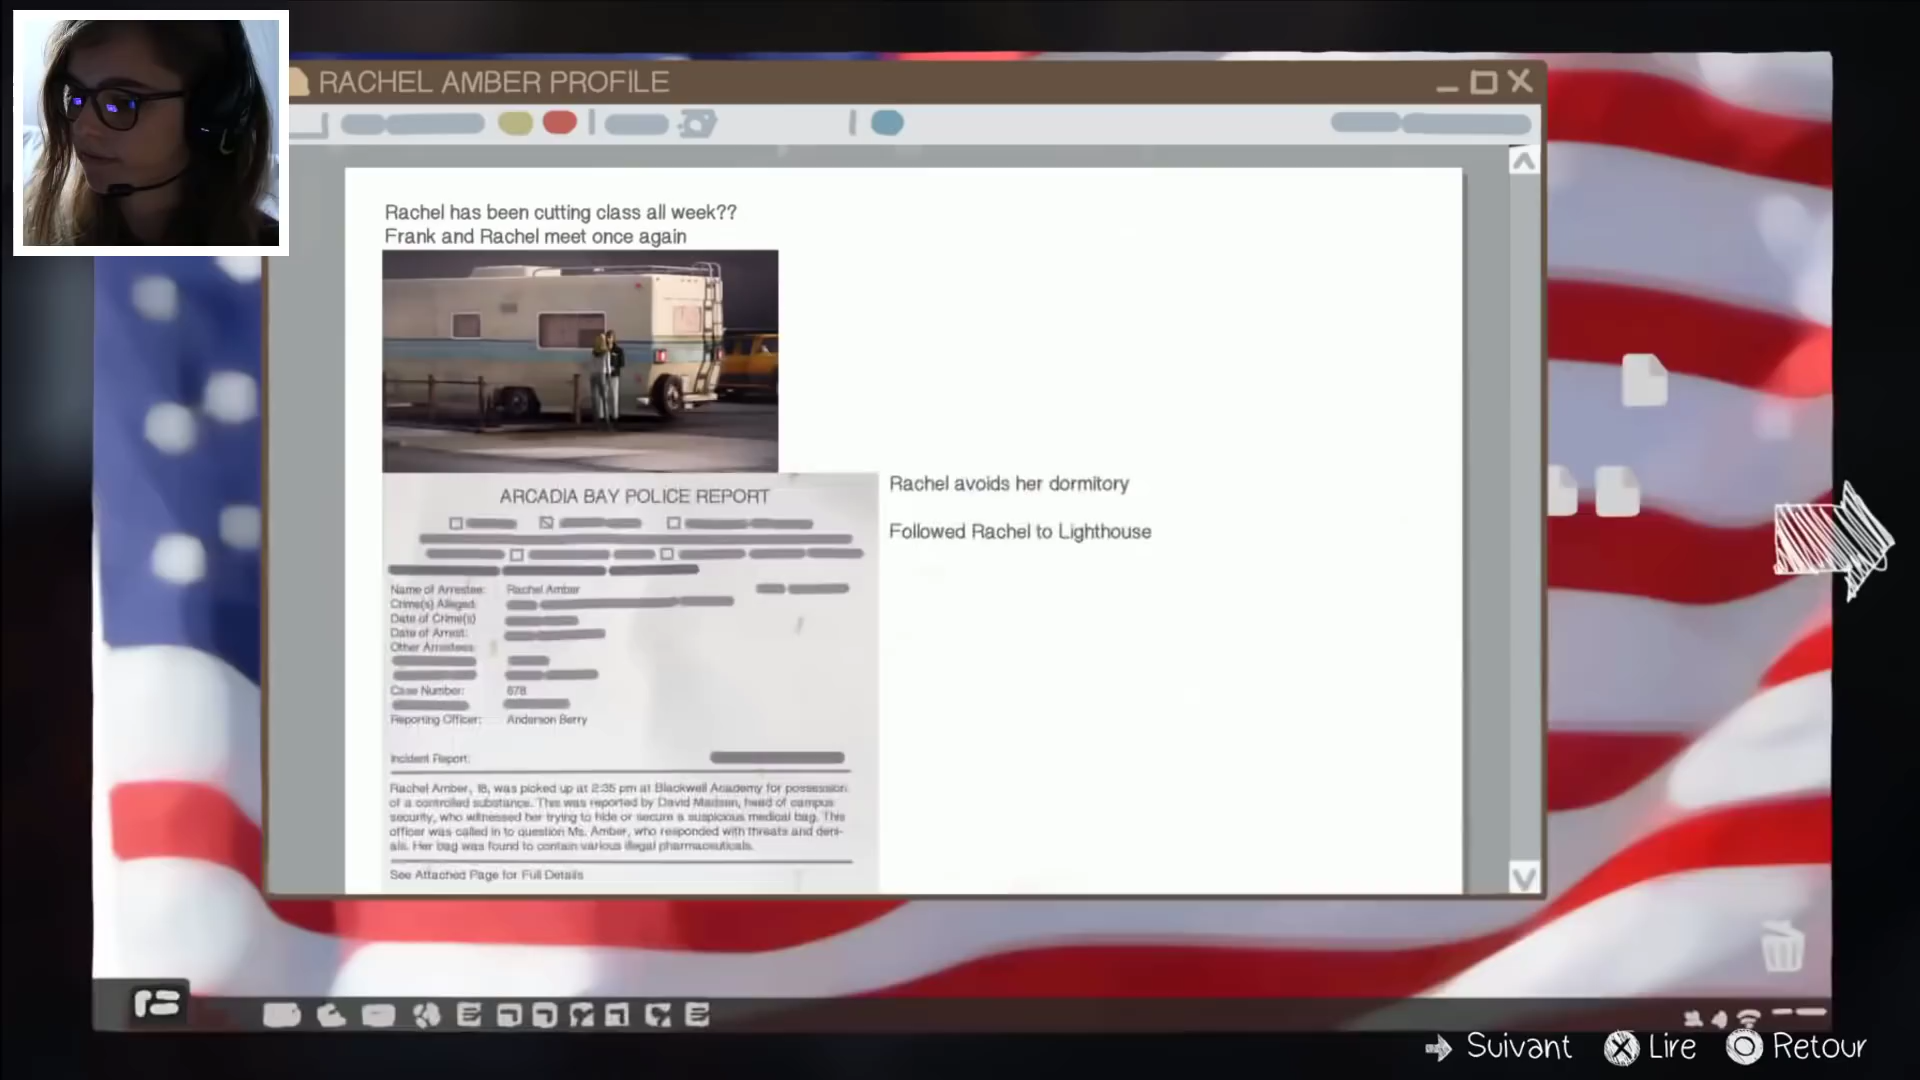 RACHEL AMBER PROFILE
Rachel has been cutting class all week??
Frank and Rachel meet once again
ARCADIA BAY POLICE REPORT
Name of Arrestee: Rachel Amber
Crime(s) Alleged:
Date of Crime(s)
Date of Arrest:
Other Arrestees:
Case Number: 678
Reporting Officer: Anderson Berry
Incident Report:
Rachel Amber, 18, was picked up at 2:35 pm at Blackwell Academy for possession
of a controlled substance. This was reported by David Madsen, head of campus
security, who witnessed her trying to hide or secure a suspicious medical bag. This
officer was called in to question Ms. Amber, who responded with threats and deni-
als. Her bag was found to contain various illegal pharmaceuticals.
See Attached Page for Full Details
Rachel avoids her dormitory
Followed Rachel to Lighthouse
Suivant
Lire
Retour